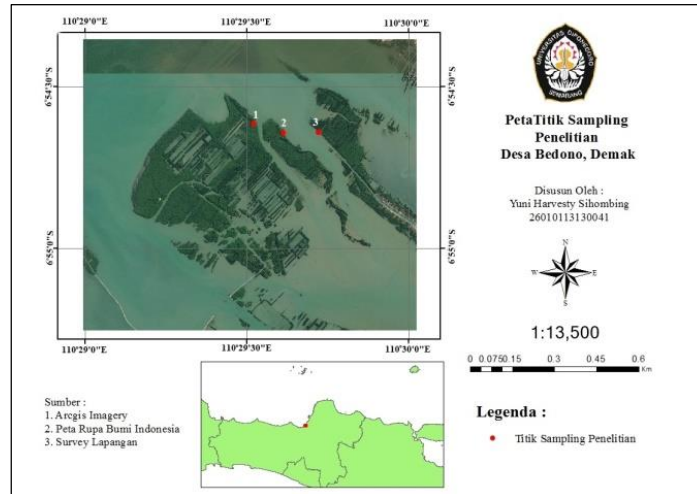 110°29'0"E 110°29'30"E 110°30'0"E
6°54'30"S 6°54'30"S
1 2 3
6°55'0"S 6°55'0"S
110°29'0"E 110°29'30"E 110°30'0"E
UNIVERSITAS DIPONEGORO
SEMARANG
PetaTitik Sampling
Penelitian
Desa Bedono, Demak
Disusun Oleh :
Yuni Harvesty Sihombing
26010113130041
N
W E
S
1:13,500
0 0.0750.15 0.3 0.45 0.6
Km
Sumber :
1. Arcgis Imagery
2. Peta Rupa Bumi Indonesia
3. Survey Lapangan
Legenda :
Titik Sampling Penelitian